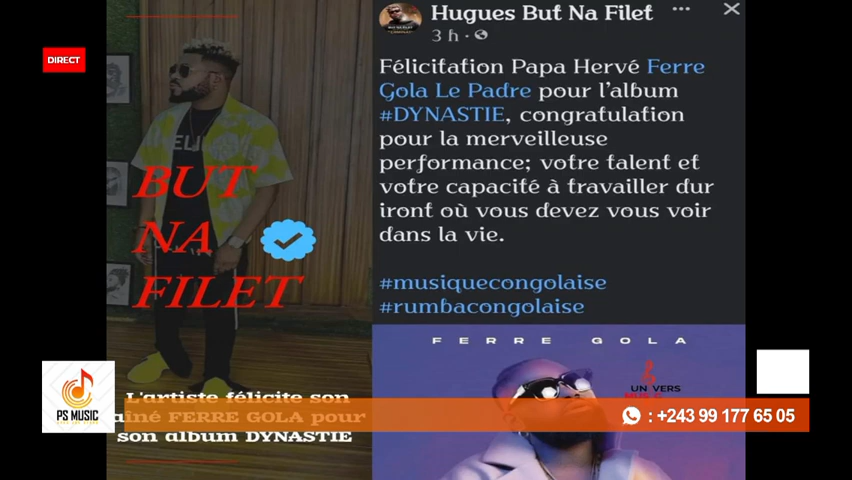 DIRECT
BUT
NA
FILET
L'artiste félicite son
aîné FERRE GOLA pour
son album DYNASTIE
PS MUSIC
Hugues But Na Filet
3 h
Félicitation Papa Hervé Ferre
Gola Le Padre pour l'album
#DYNASTIE, congratulation
pour la merveilleuse
performance; votre talent et
votre capacité à travailler dur
iront où vous devez vous voir
dans la vie.
#musiquecongolaise
#rumbacongolaise
FERRE GOLA
UN VERS
MUSIC
: +243 99 177 65 05